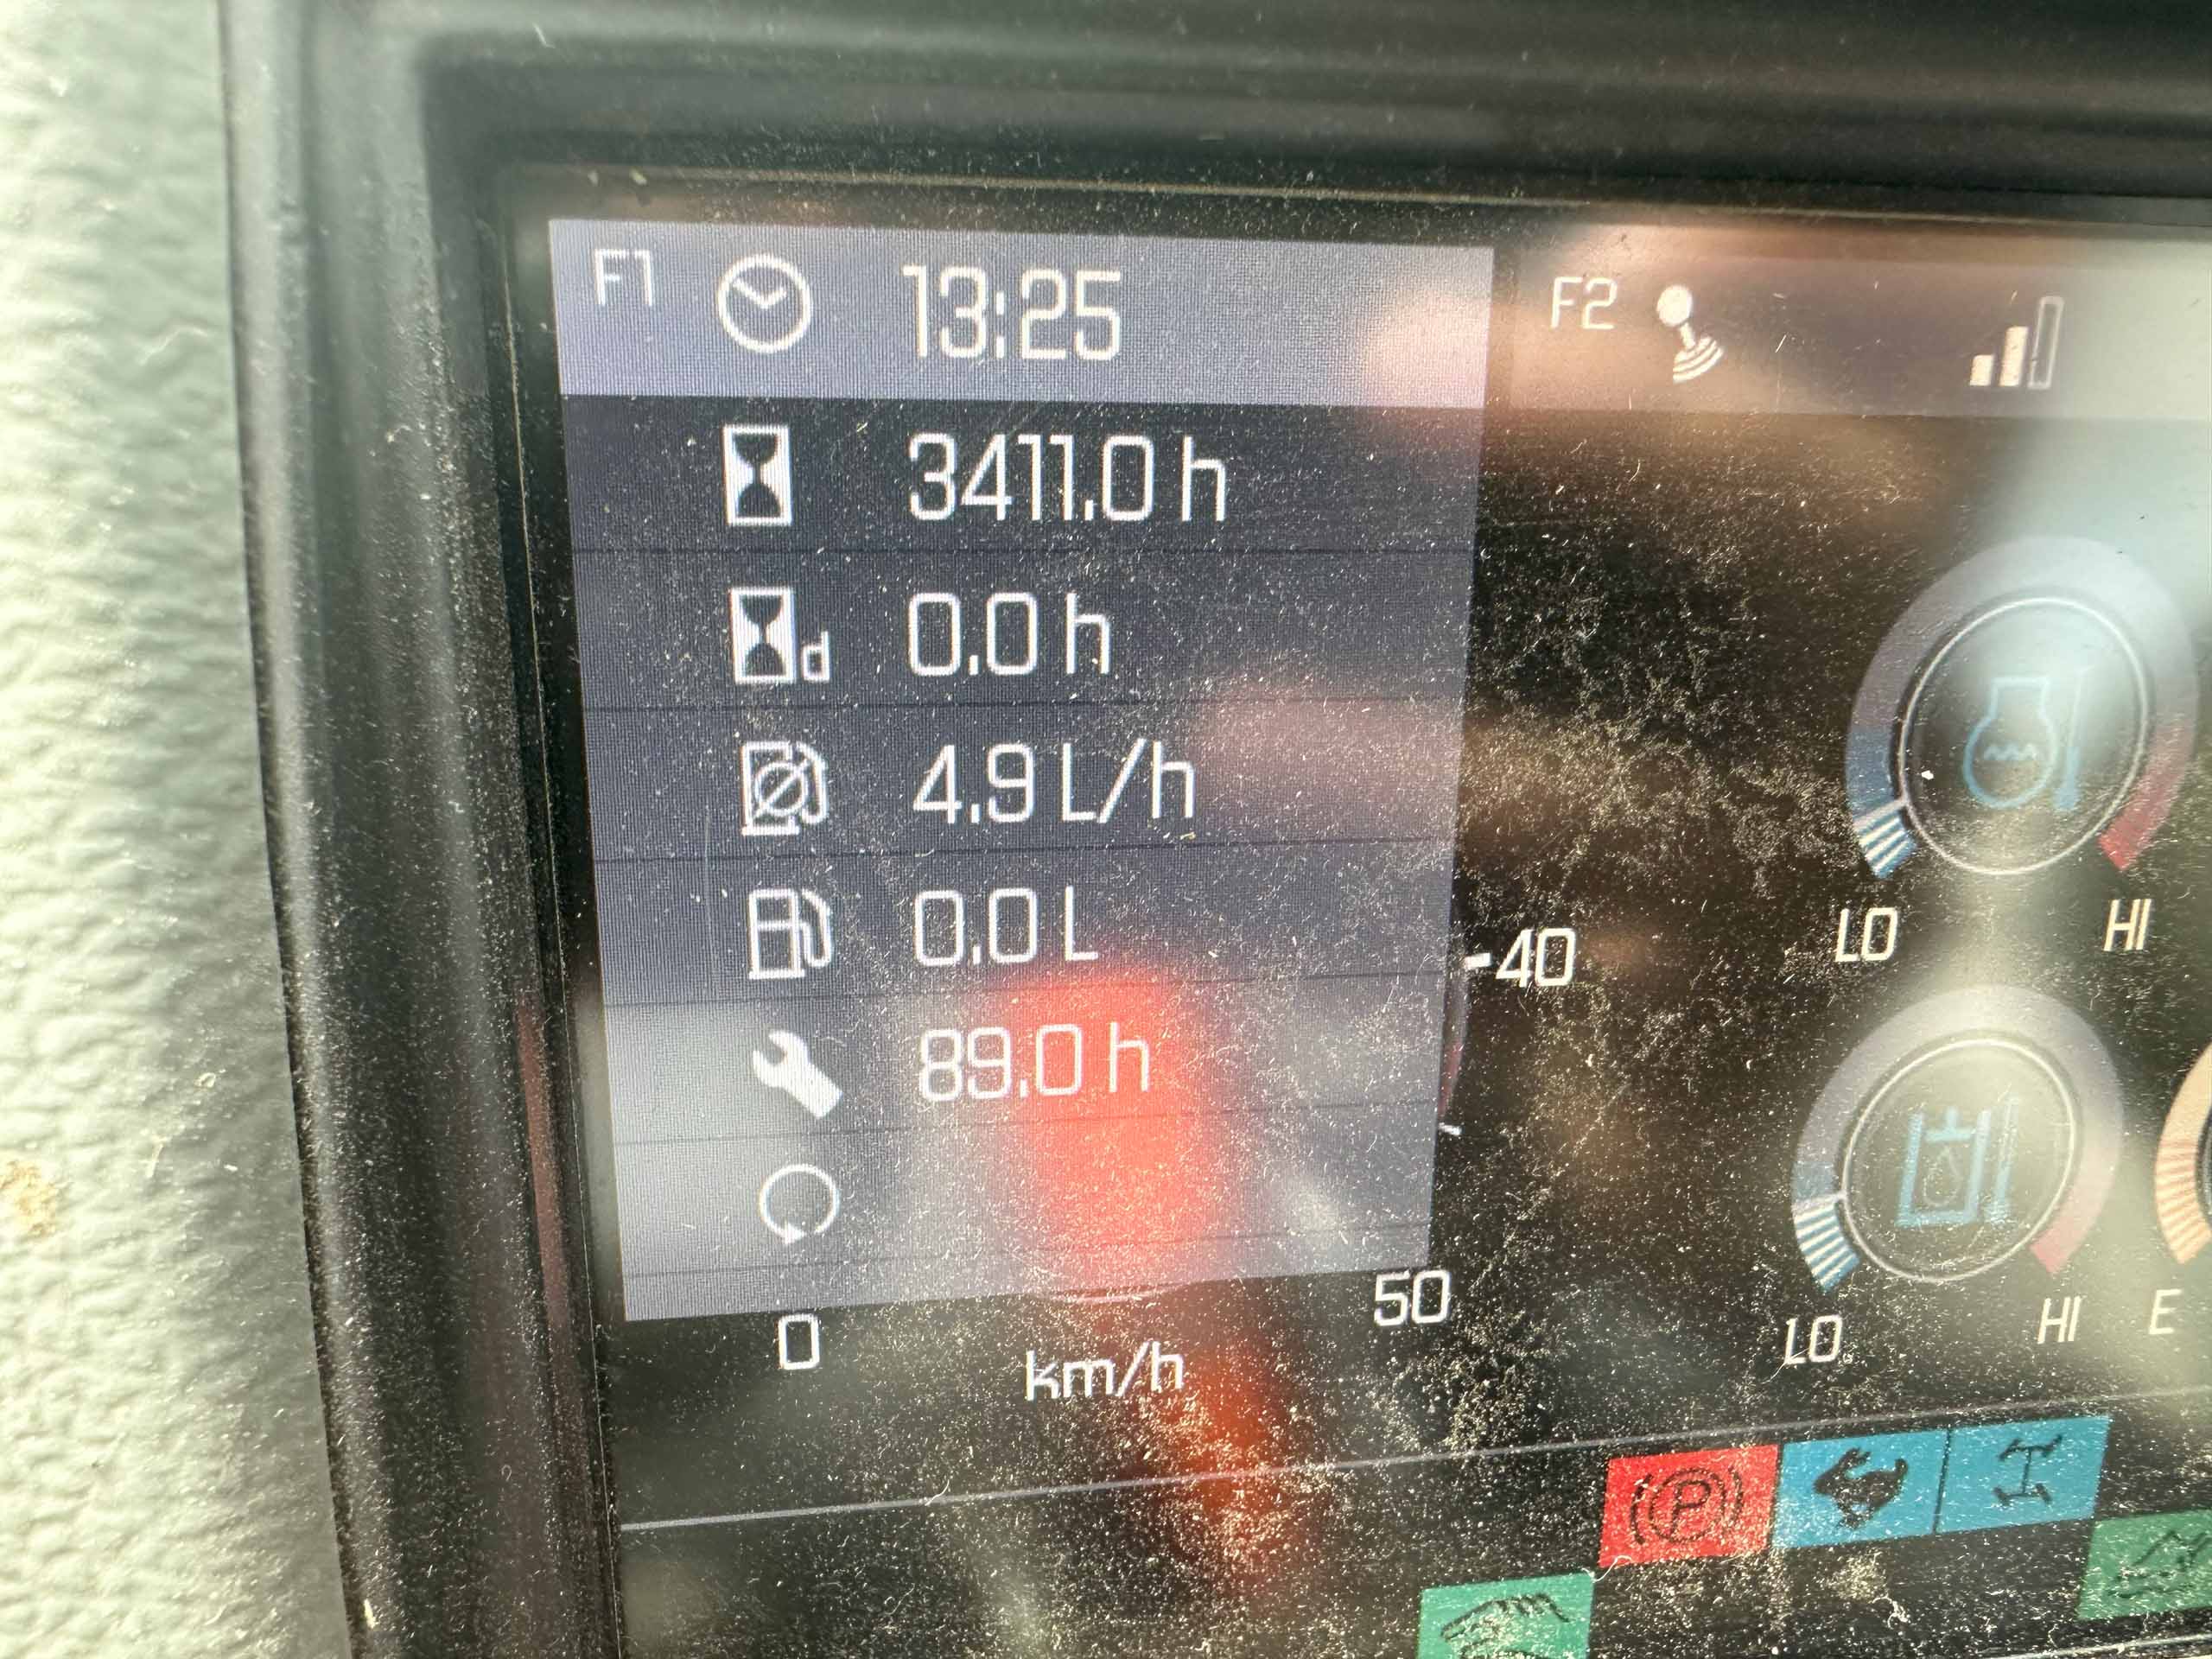 F1 13:25
F2
3411.0 h
0.0 h
d
4.9 L/h
0.0 L
89.0 h
40
LO HI
0 50
km/h
LO HI E
P